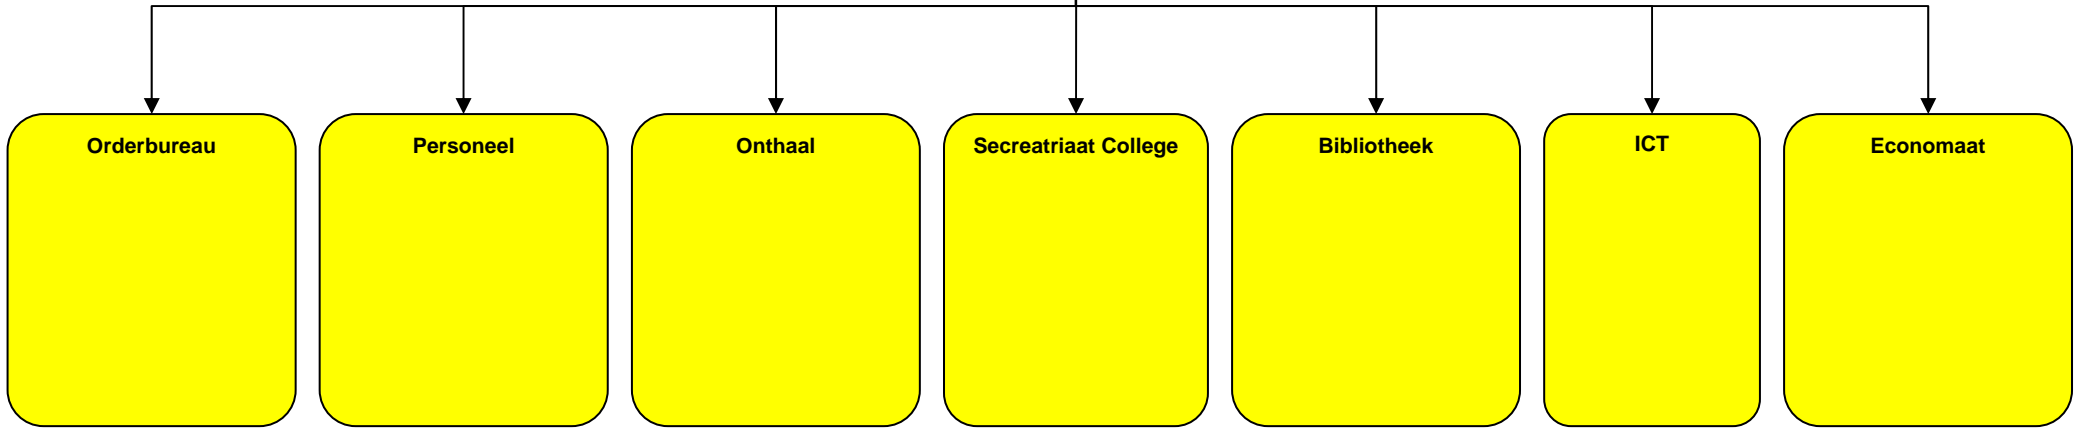 Orderbureau
Personeel
Onthaal
Secreatriaat College
Bibliotheek
ICT
Economaat